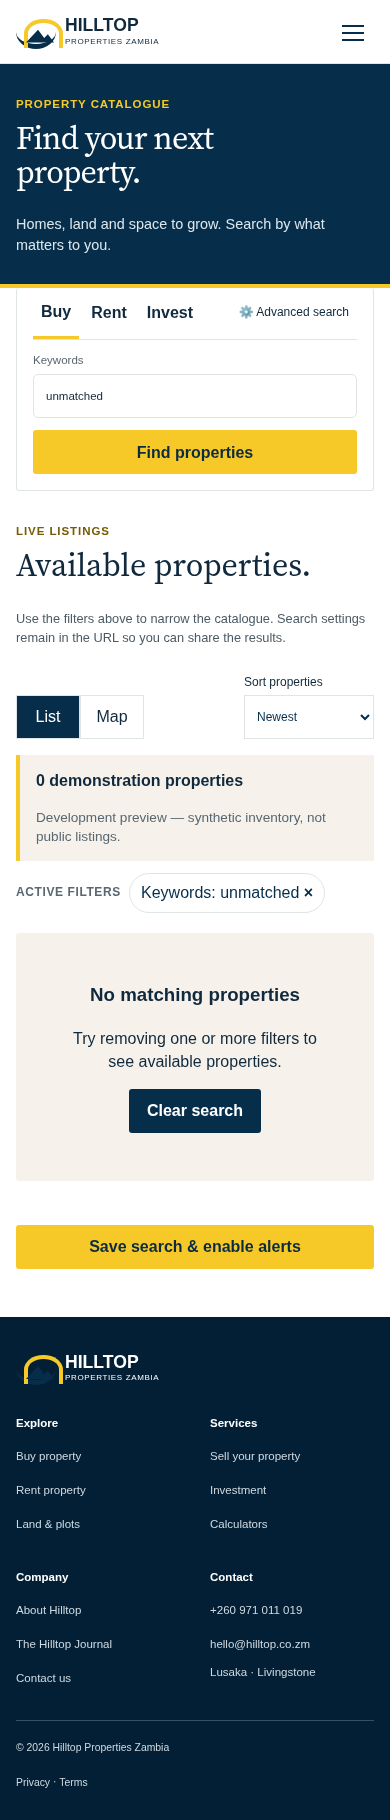 HILLTOP
PROPERTIES ZAMBIA
PROPERTY CATALOGUE
Find your next
property.
Homes, land and space to grow. Search by what
matters to you.
Buy Rent Invest ⚙️ Advanced search
Keywords
unmatched
Find properties
LIVE LISTINGS
Available properties.
Use the filters above to narrow the catalogue. Search settings
remain in the URL so you can share the results.
Sort properties
List Map Newest
0 demonstration properties
Development preview — synthetic inventory, not
public listings.
ACTIVE FILTERS Keywords: unmatched ×
No matching properties
Try removing one or more filters to
see available properties.
Clear search
Save search & enable alerts
HILLTOP
PROPERTIES ZAMBIA
Explore
Buy property
Rent property
Land & plots
Services
Sell your property
Investment
Calculators
Company
About Hilltop
The Hilltop Journal
Contact us
Contact
+260 971 011 019
hello@hilltop.co.zm
Lusaka · Livingstone
© 2026 Hilltop Properties Zambia
Privacy · Terms